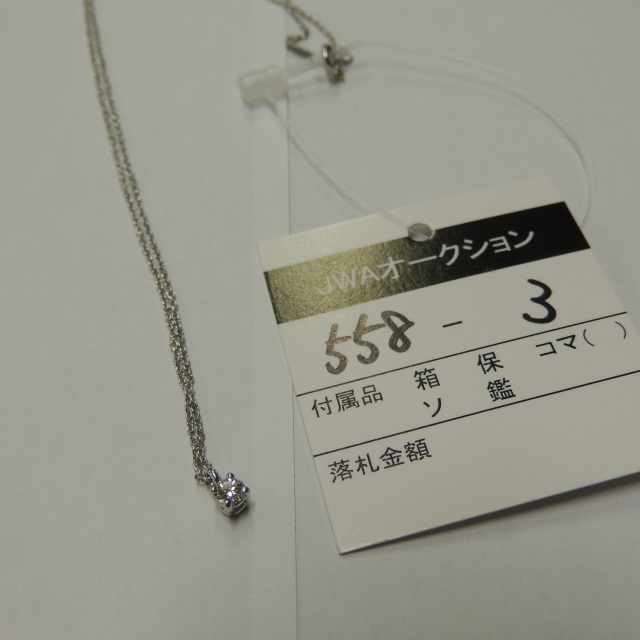 JWAオークション
558-3
付属品 箱 保 コマ( )
ソ 鑑
落札金額